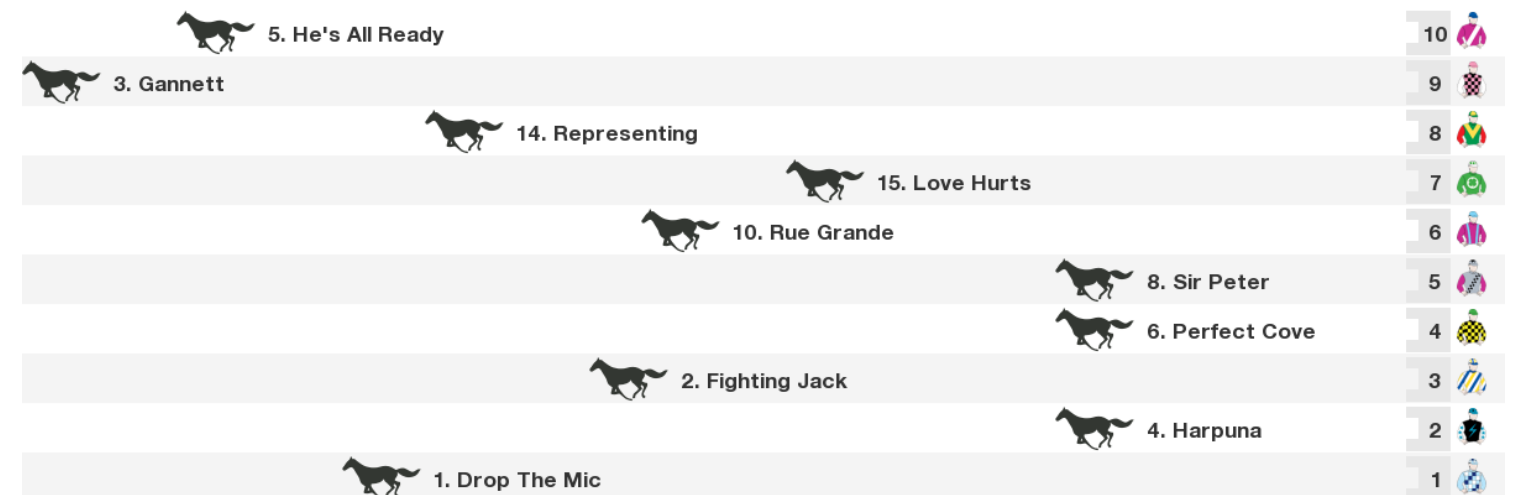 5. He's All Ready 10
3. Gannett 9
14. Representing 8
15. Love Hurts 7
10. Rue Grande 6
8. Sir Peter 5
6. Perfect Cove 4
2. Fighting Jack 3
4. Harpuna 2
1. Drop The Mic 1